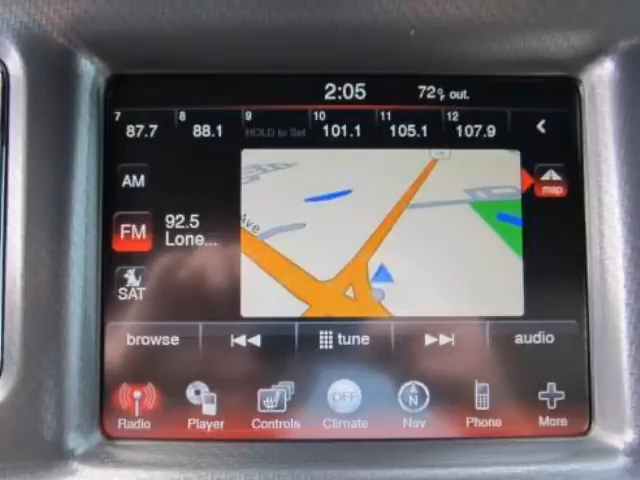 2:05 72°F out.
7 8 9 10 11 12
87.7 88.1 HOLD to Set 101.1 105.1 107.9
AM
Ave
map
FM 92.5
Lone...
SAT
browse tune audio
OFF N
Radio Player Controls Climate Nav Phone More